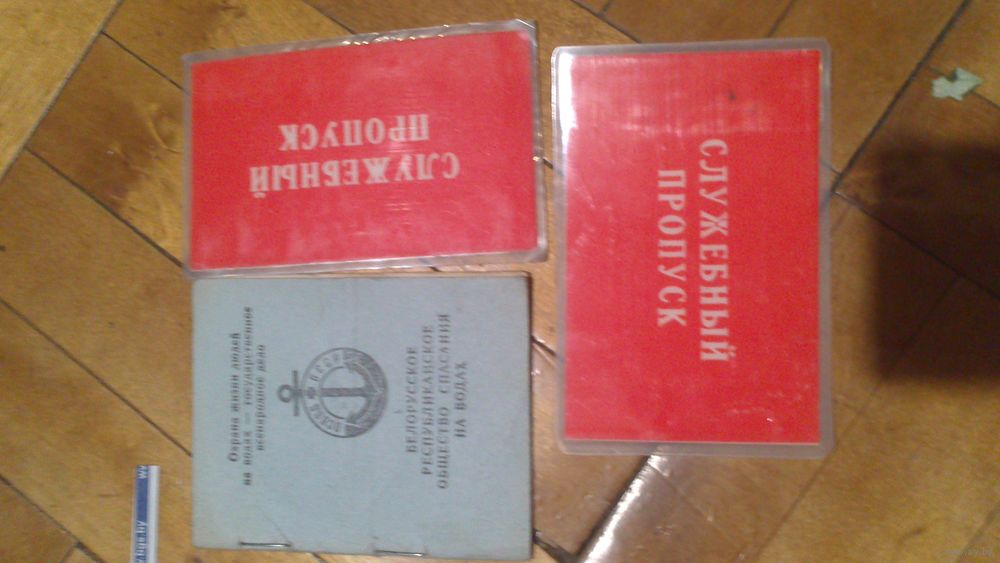 СЛУЖЕБНЫЙ
ПРОПУСК
СЛУЖЕБНЫЙ
ПРОПУСК
Охрана жизни людей
на водах — государственное
всенародное дело
БЕЛОРУССКОЕ
РЕСПУБЛИКАНСКОЕ
ОБЩЕСТВО СПАСАНИЯ
НА ВОДАХ